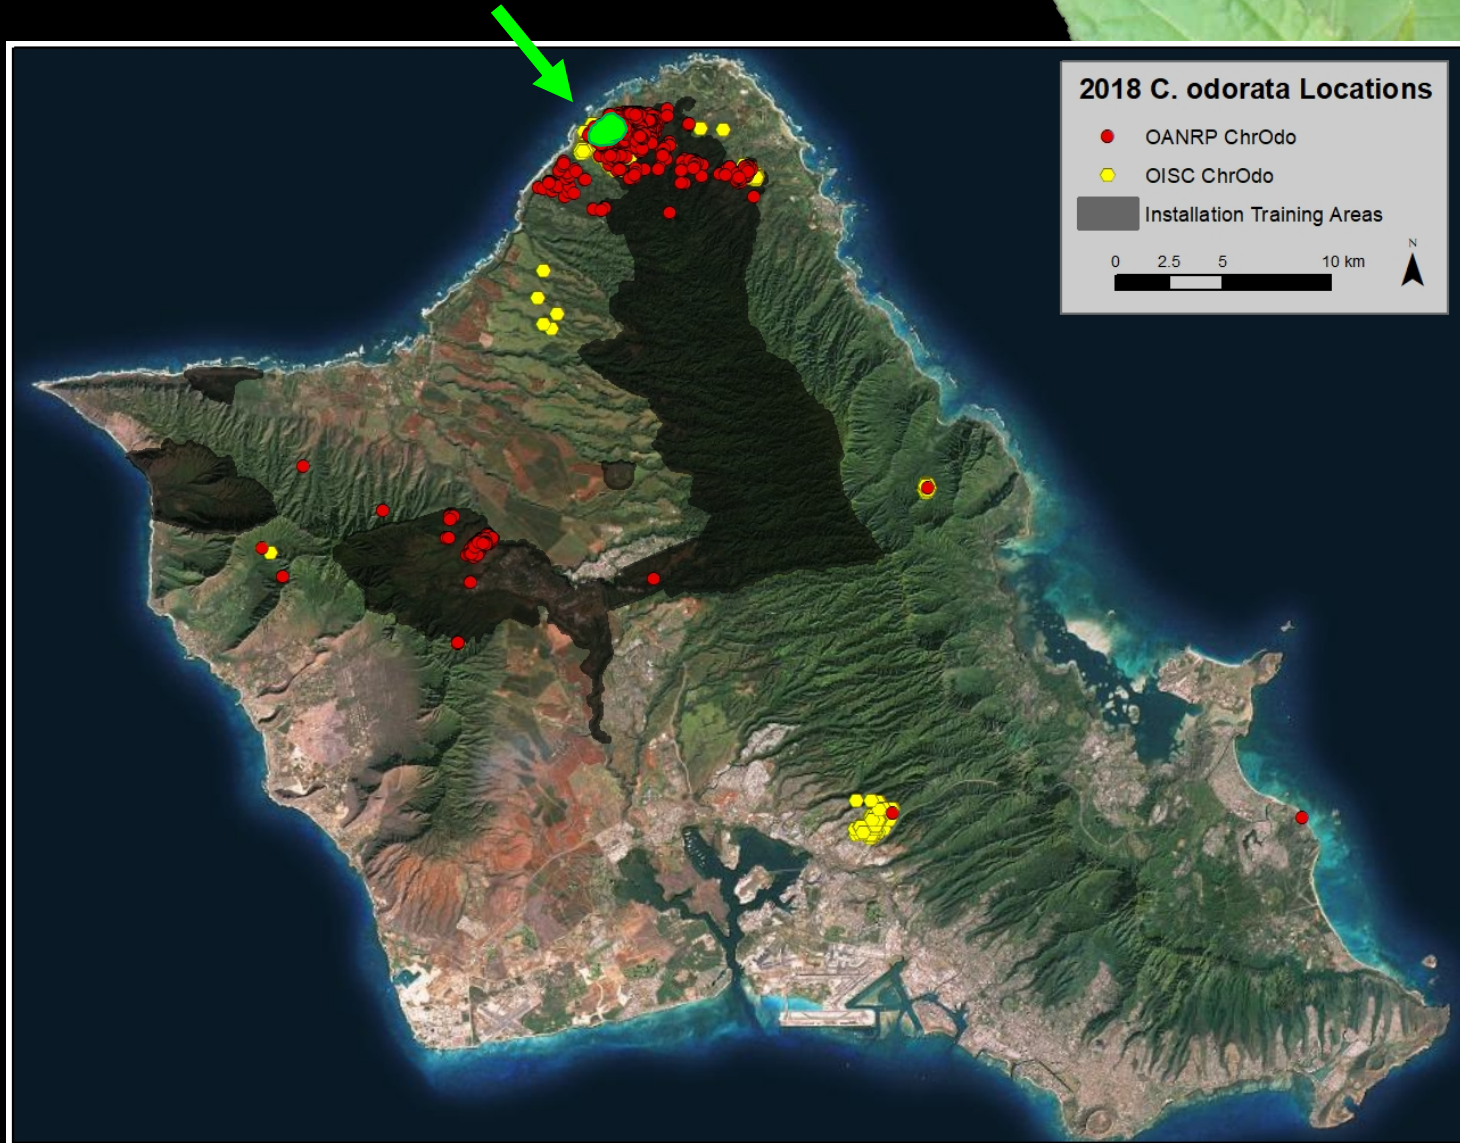 2018 C. odorata Locations
OANRP ChrOdo
OISC ChrOdo
Installation Training Areas
N
0 2.5 5 10 km